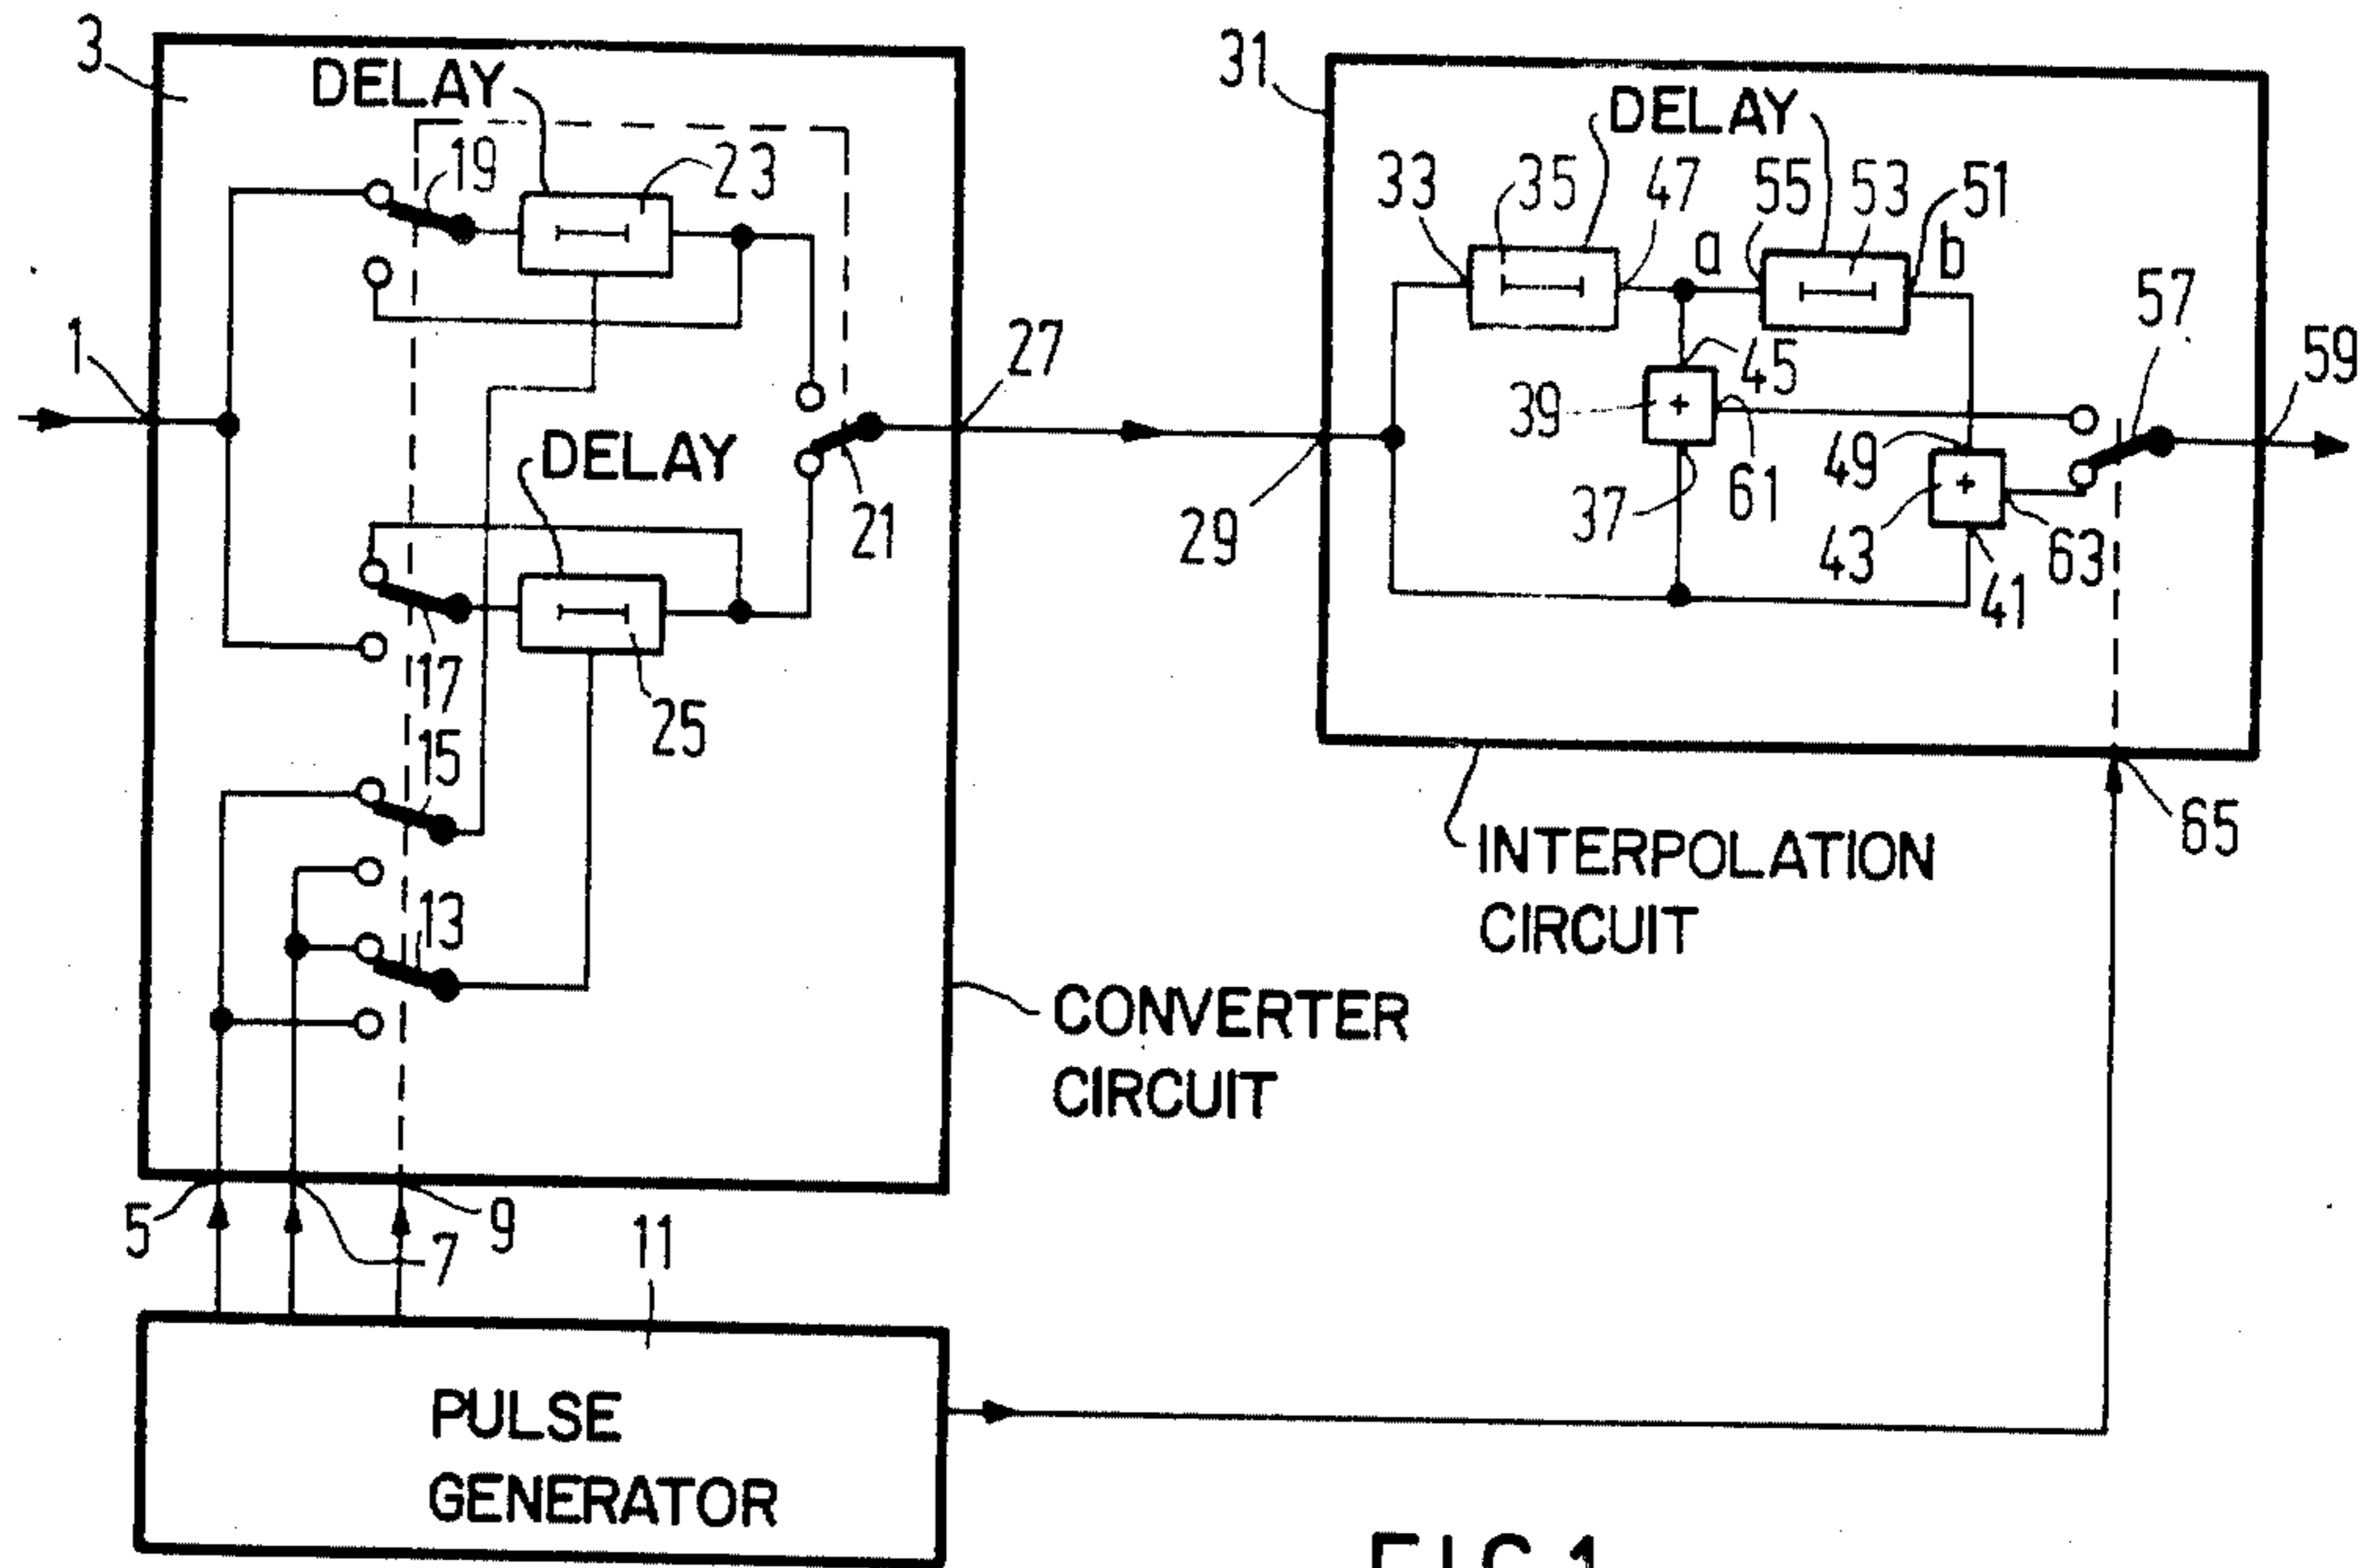 3
DELAY
19
23
1
27
DELAY
21
17
25
15
13
5
7
9
11
CONVERTER
CIRCUIT
PULSE
GENERATOR
31
DELAY
33
35
47
55
53
51
a
b
57
59
45
39
+
49
37
61
+
43
63
41
29
65
INTERPOLATION
CIRCUIT
FIG.1